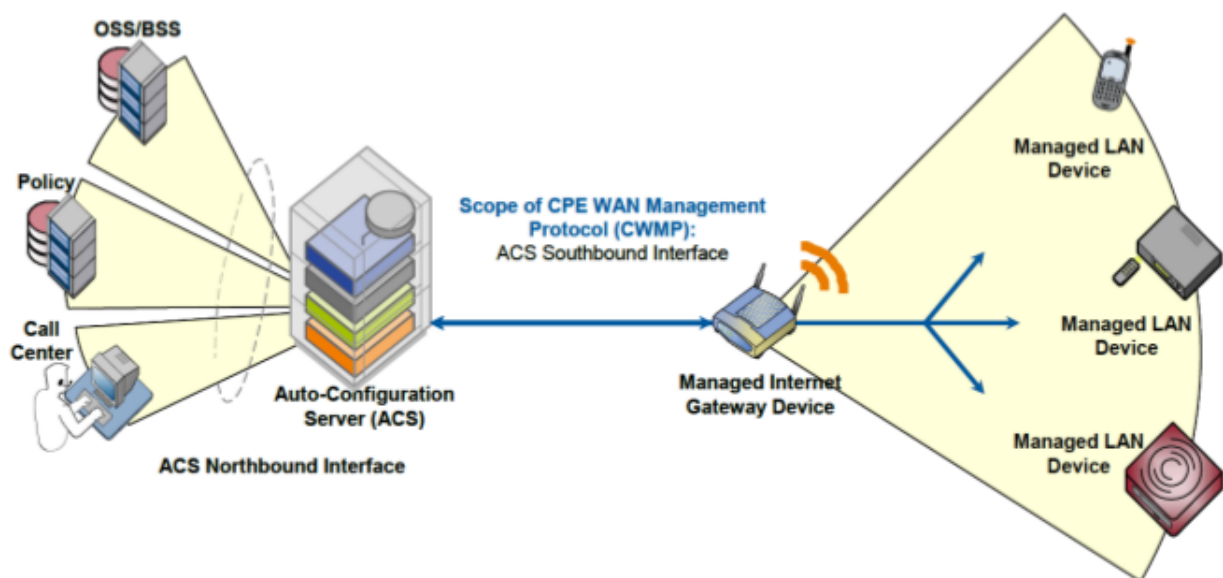 OSS/BSS
Policy
Call
Center
Auto-Configuration
Server (ACS)
ACS Northbound Interface
Scope of CPE WAN Management
Protocol (CWMP):
ACS Southbound Interface
Managed Internet
Gateway Device
Managed LAN
Device
Managed LAN
Device
Managed LAN
Device